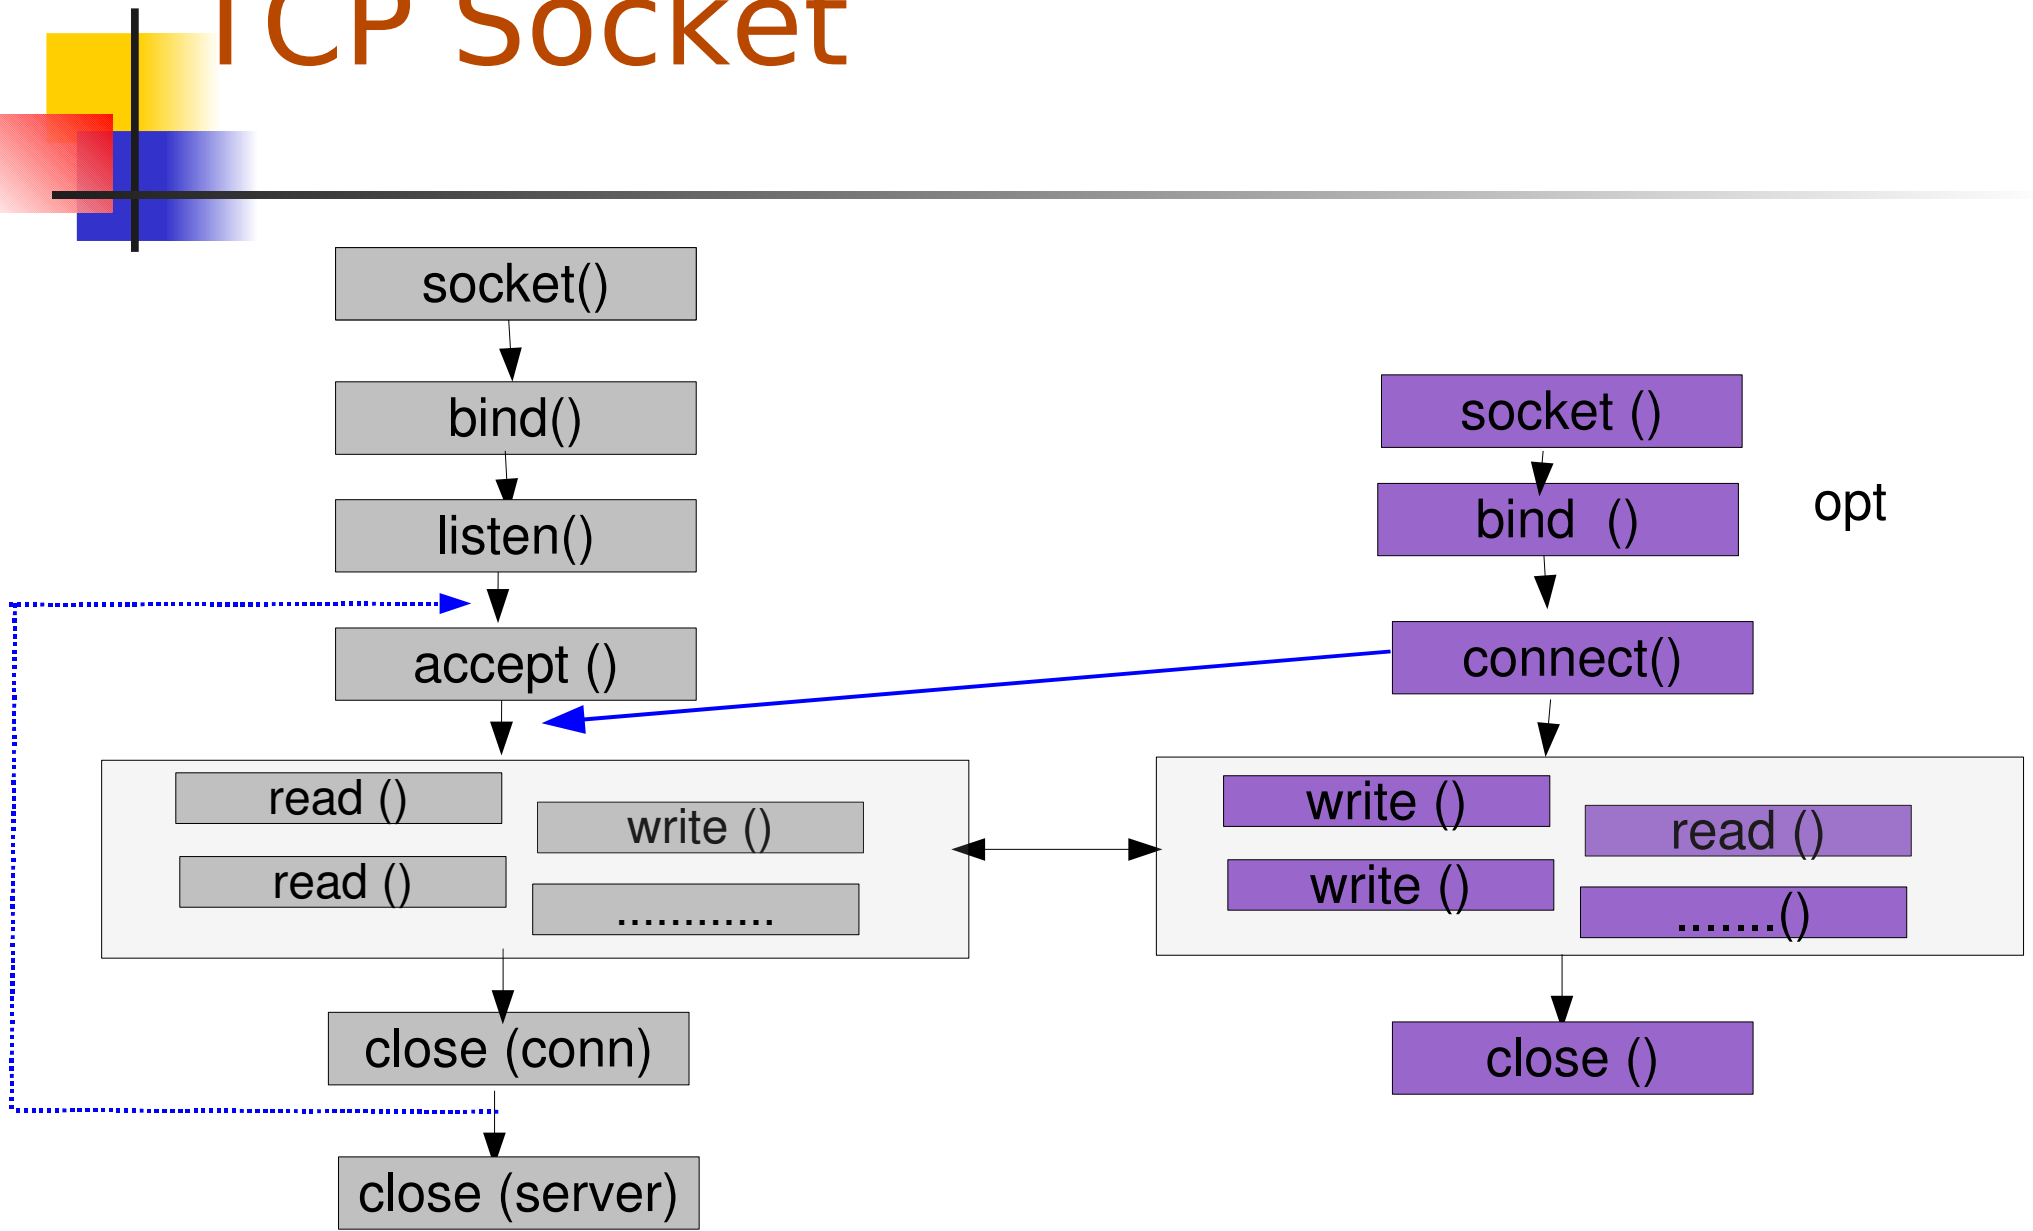 TCP Socket
socket()
bind()
listen()
accept ()
read ()
write ()
read ()
............
close (conn)
close (server)
socket ()
bind  ()
opt
connect()
write ()
read ()
write ()
.......()
close ()